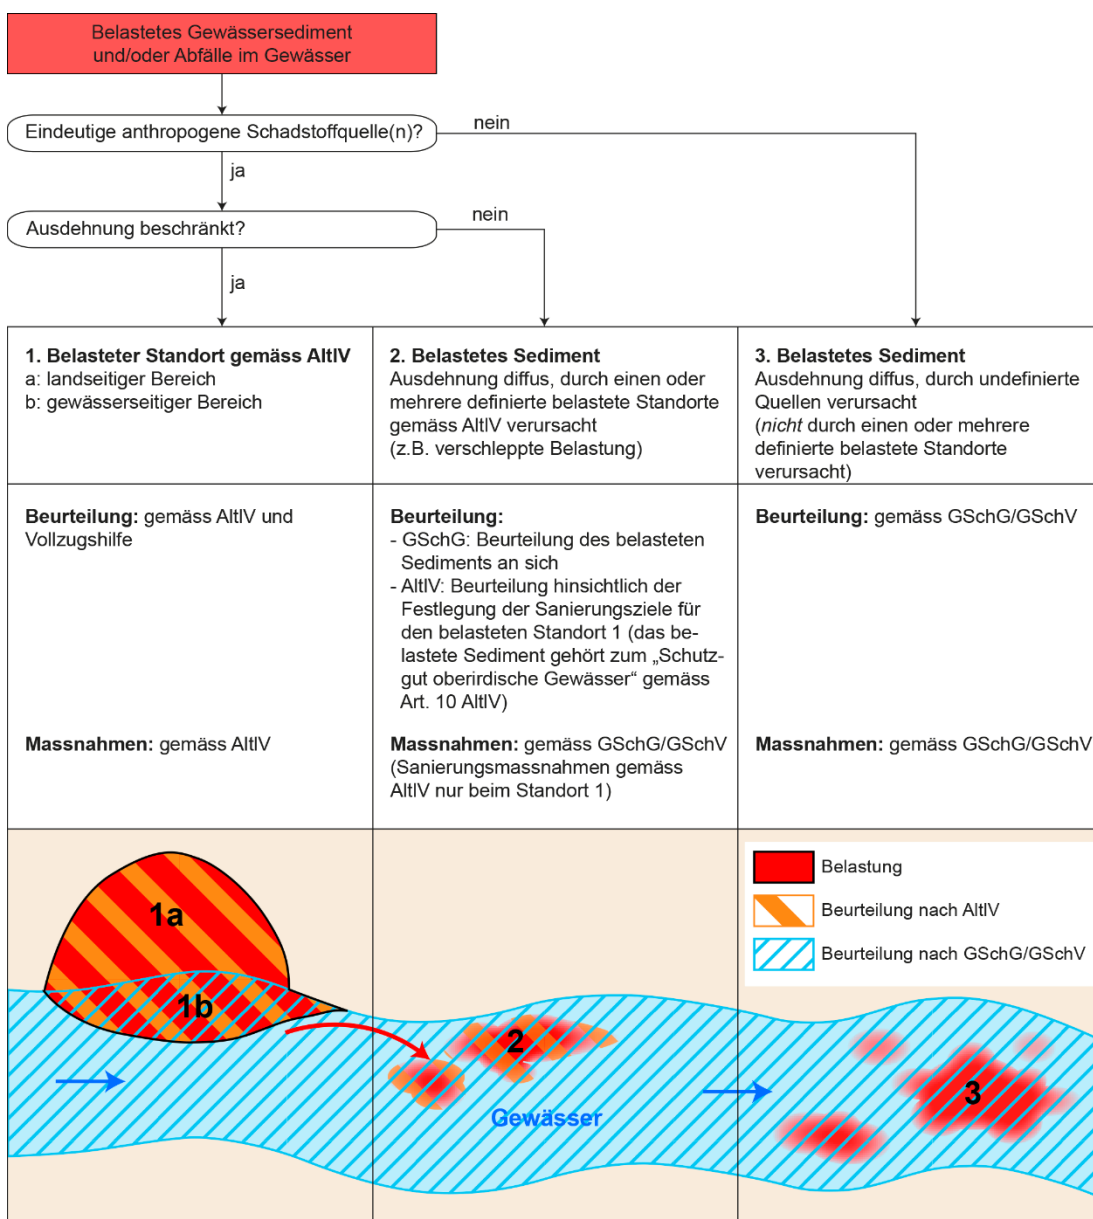 Belastetes Gewässersediment
und/oder Abfälle im Gewässer
Eindeutige anthropogene Schadstoffquelle(n)?
nein
ja
Ausdehnung beschränkt?
nein
ja
1. Belasteter Standort gemäss AltlV
a: landseitiger Bereich
b: gewässerseitiger Bereich
2. Belastetes Sediment
Ausdehnung diffus, durch einen oder
mehrere definierte belastete Standorte
gemäss AltlV verursacht
(z.B. verschleppte Belastung)
3. Belastetes Sediment
Ausdehnung diffus, durch undefinierte
Quellen verursacht
(nicht durch einen oder mehrere
definierte belastete Standorte
verursacht)
Beurteilung: gemäss AltlV und
Vollzugshilfe
Beurteilung:
- GSchG: Beurteilung des belasteten
Sediments an sich
- AltlV: Beurteilung hinsichtlich der
Festlegung der Sanierungsziele für
den belasteten Standort 1 (das be-
lastete Sediment gehört zum „Schutz-
gut oberirdische Gewässer“ gemäss
Art. 10 AltlV)
Beurteilung: gemäss GSchG/GSchV
Massnahmen: gemäss AltlV
Massnahmen: gemäss GSchG/GSchV
(Sanierungsmassnahmen gemäss
AltlV nur beim Standort 1)
Massnahmen: gemäss GSchG/GSchV
Belastung
Beurteilung nach AltlV
Beurteilung nach GSchG/GSchV
1a
1b
2
3
Gewässer